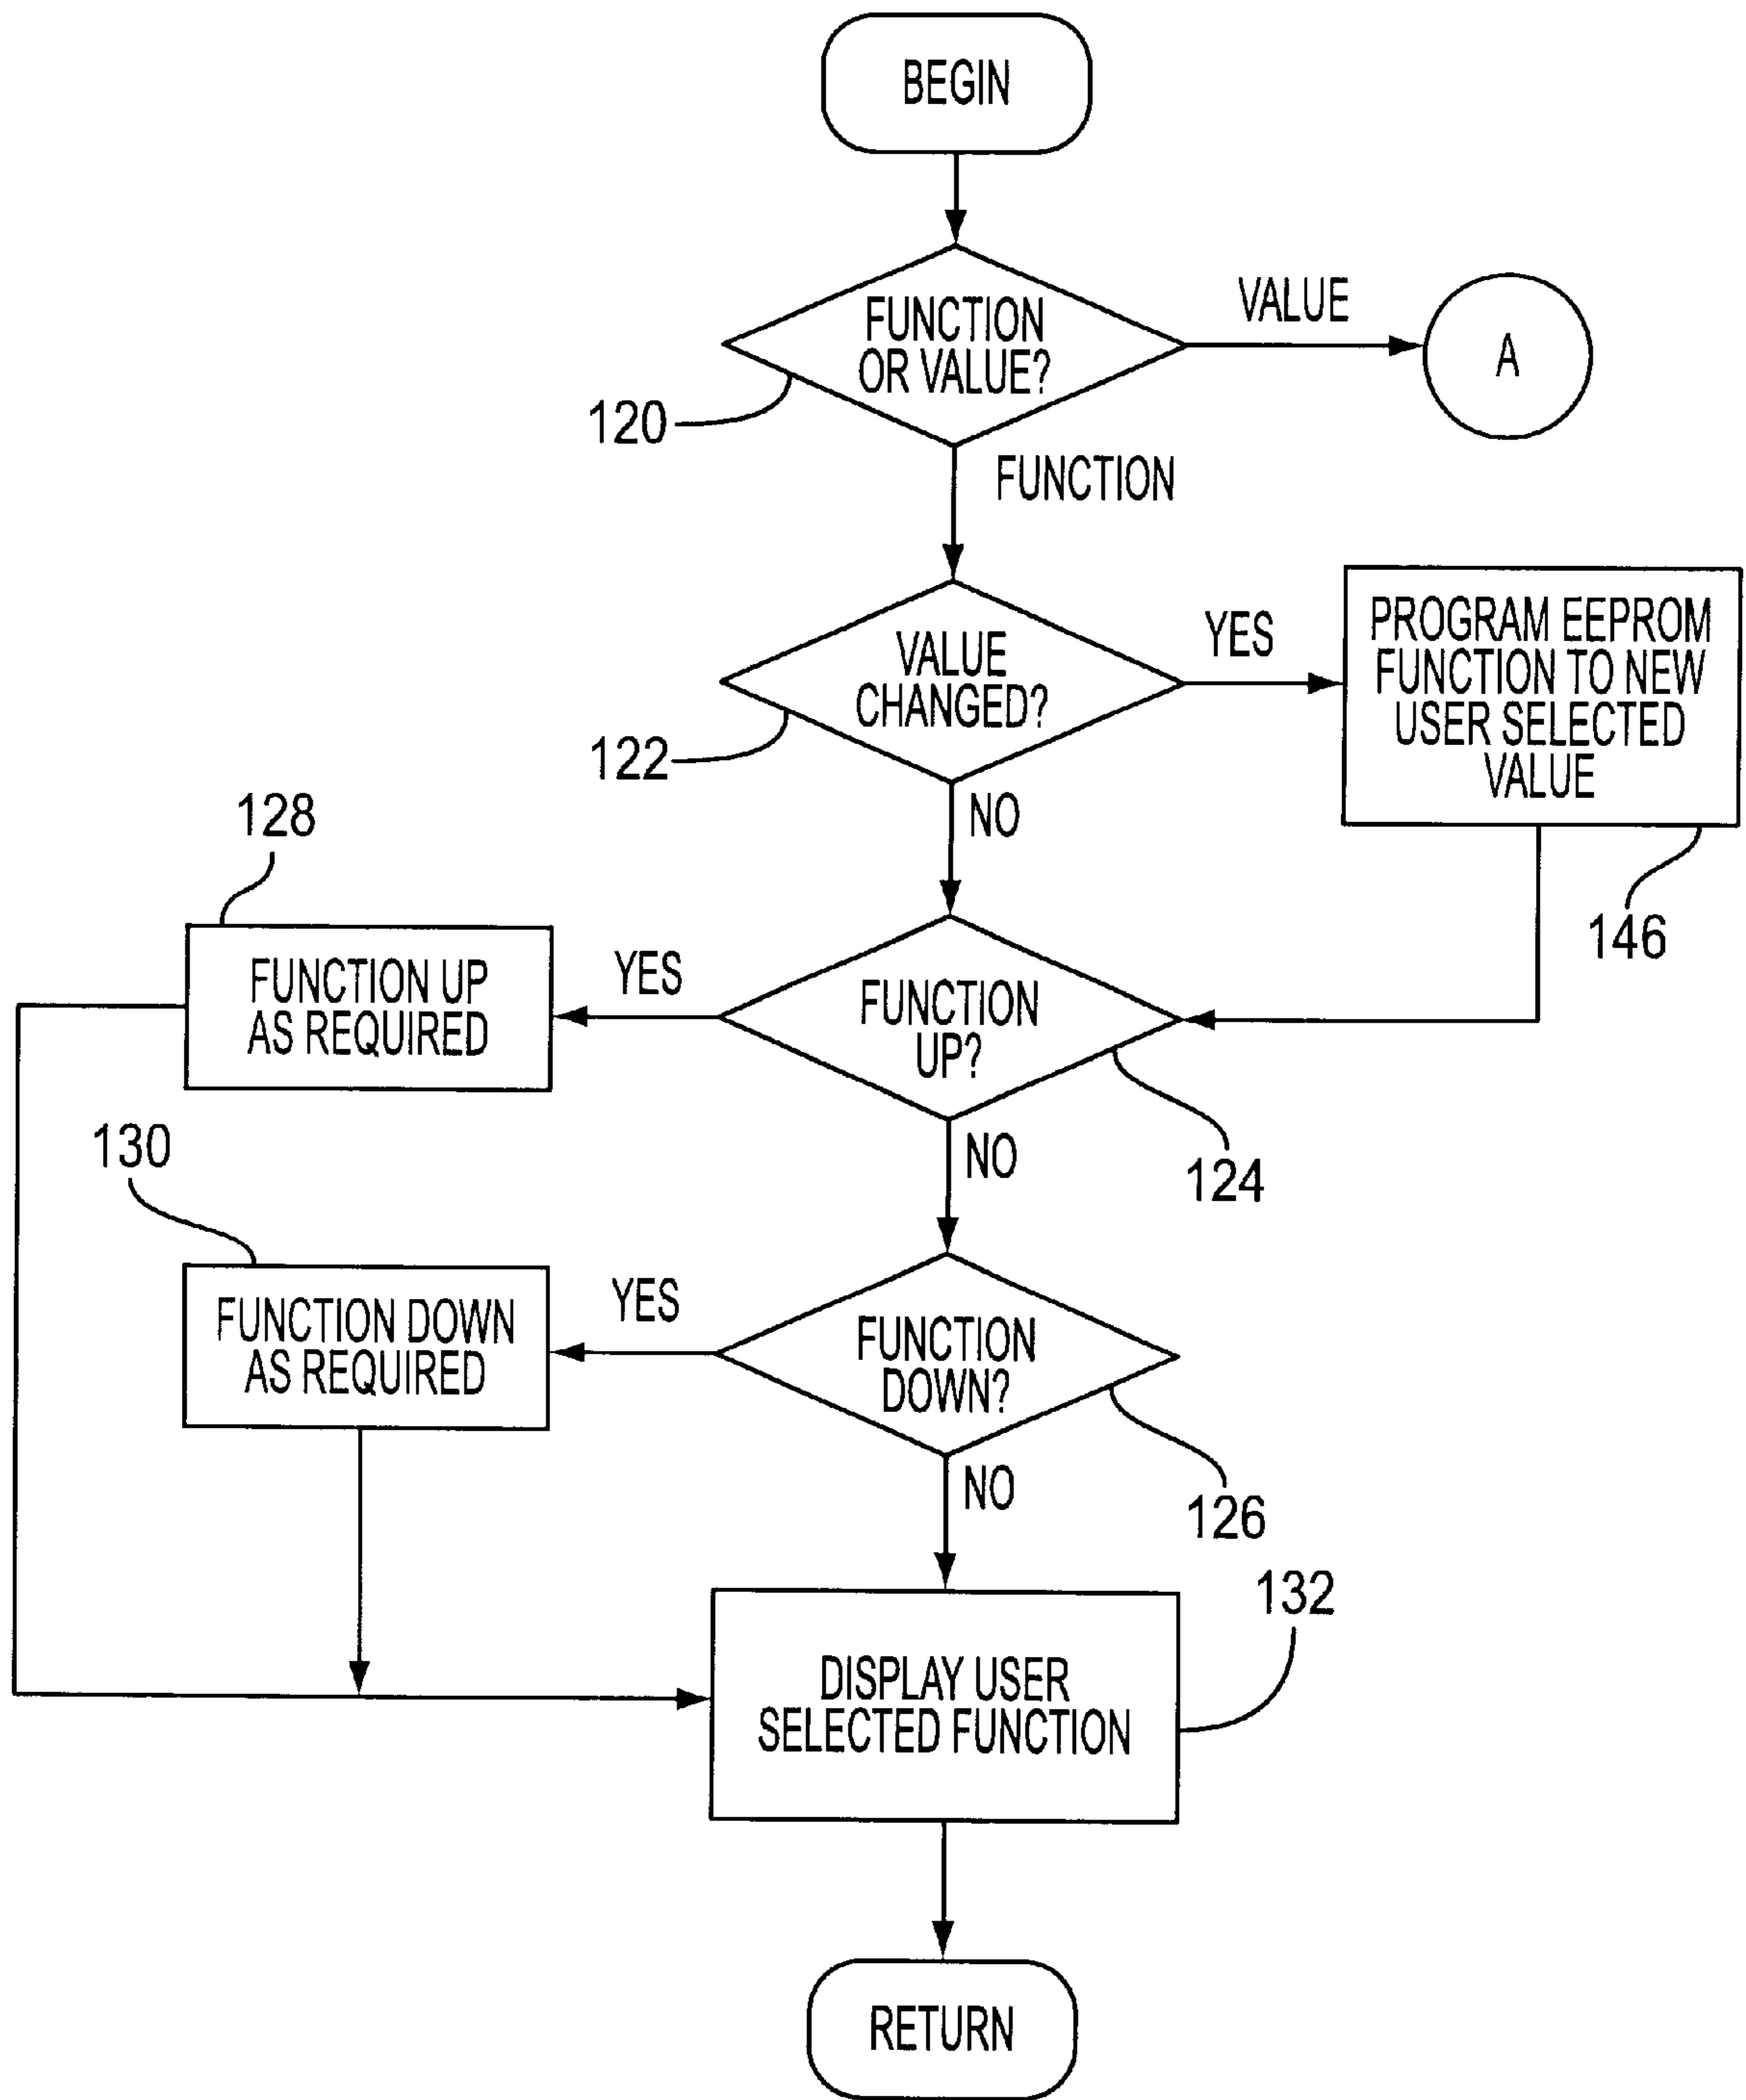 BEGIN
FUNCTION
OR VALUE?
VALUE
A
120
FUNCTION
VALUE
CHANGED?
YES
PROGRAM EEPROM
FUNCTION TO NEW
USER SELECTED
VALUE
122
NO
146
128
FUNCTION UP
AS REQUIRED
YES
FUNCTION
UP?
124
NO
130
FUNCTION DOWN
AS REQUIRED
YES
FUNCTION
DOWN?
126
NO
132
DISPLAY USER
SELECTED FUNCTION
RETURN